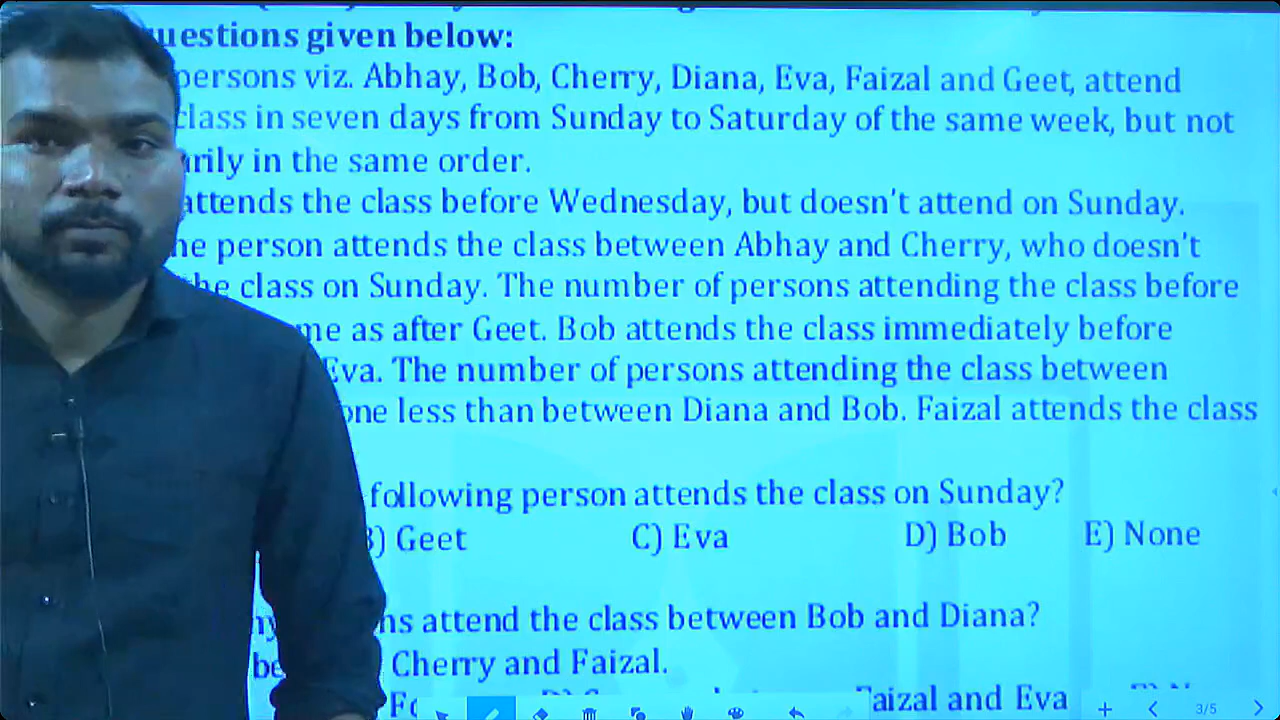 uestions given below:
persons viz. Abhay, Bob, Cherry, Diana, Eva, Faizal and Geet, attend
class in seven days from Sunday to Saturday of the same week, but not
rily in the same order.
attends the class before Wednesday, but doesn't attend on Sunday.
ne person attends the class between Abhay and Cherry, who doesn't
he class on Sunday. The number of persons attending the class before
me as after Geet. Bob attends the class immediately before
Eva. The number of persons attending the class between
one less than between Diana and Bob. Faizal attends the class
following person attends the class on Sunday?
B) Geet C) Eva D) Bob E) None
ns attend the class between Bob and Diana?
be Cherry and Faizal.
Faizal and Eva
3/5